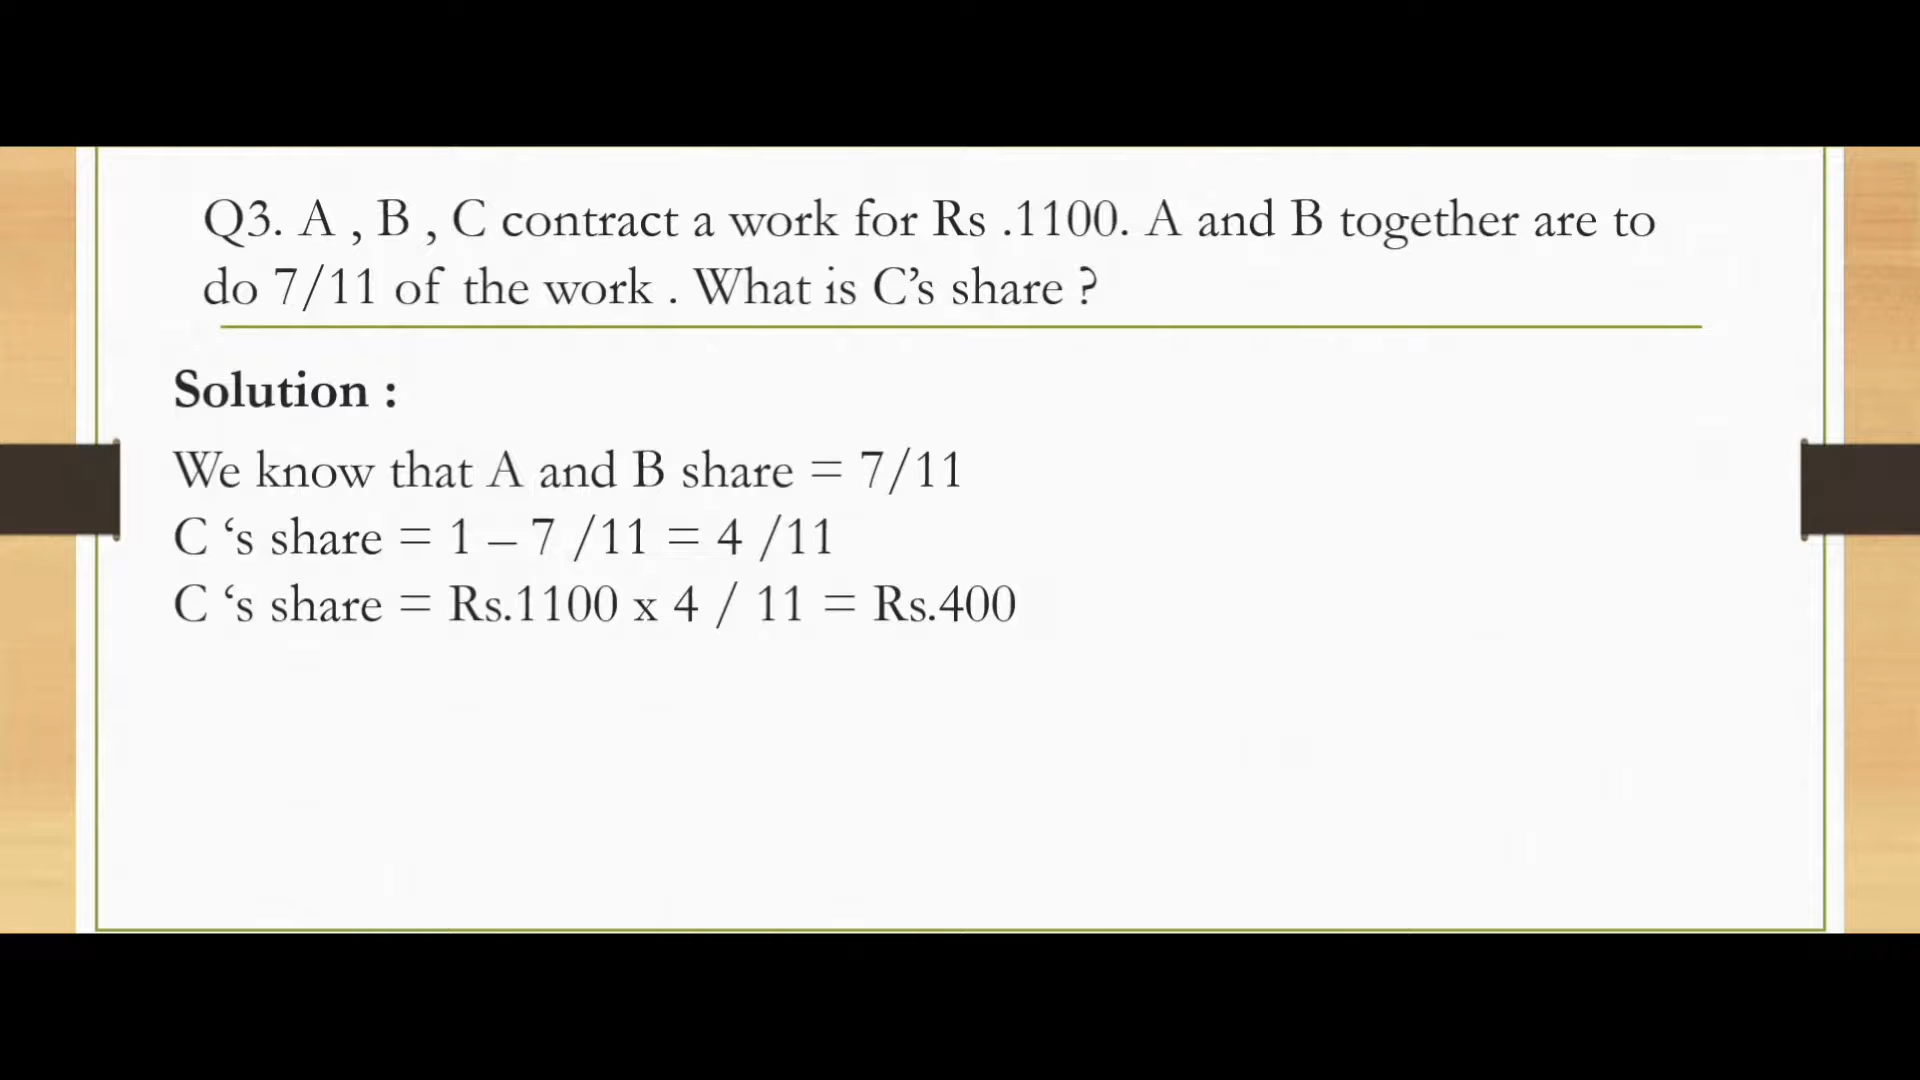 Q3. A , B , C contract a work for Rs .1100. A and B together are to
do 7/11 of the work . What is C’s share ?
Solution :
We know that A and B share = 7/11
C ‘s share = 1 – 7 /11 = 4 /11
C ‘s share = Rs.1100 x 4 / 11 = Rs.400